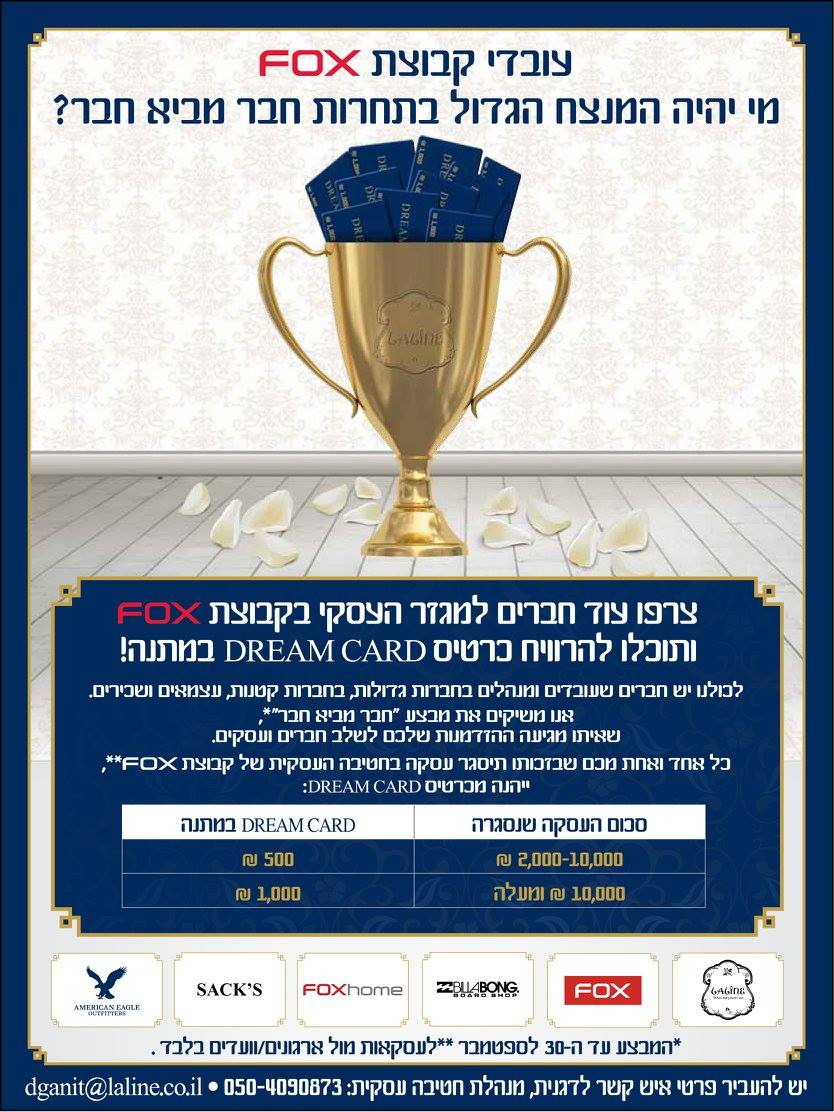 עובדי קבוצת FOX
מי יהיה המנצח הגדול בתחרות חבר מביא חבר?
LALINE
צרפו עוד חברים למגזר העסקי בקבוצת FOX
ותוכלו להרוויח כרטיס DREAM CARD במתנה!
לכולנו יש חברים שעובדים ומנהלים בחברות גדולות, בחברות קטנות, עצמאים ושכירים.
אנו משיקים את מבצע "חבר מביא חבר"*,
שאיתו מגיעה ההזדמנות שלכם לשלב חברים ועסקים.
כל אחד ואחת מכם שבזכותו תיסגר עסקה בחטיבה העסקית של קבוצת FOX**,
ייהנה מכרטיס DREAM CARD:
סכום העסקה שנסגרה DREAM CARD במתנה
2,000-10,000 ₪ 500 ₪
10,000 ₪ ומעלה 1,000 ₪
AMERICAN EAGLE
OUTFITTERS
SACK'S
FOXhome
BILLABONG
BOARD SHOP
FOX
LALINE
*המבצע עד ה-30 לספטמבר **לעסקאות מול ארגונים/וועדים בלבד.
יש להעביר פרטי איש קשר לדגנית, מנהלת חטיבה עסקית: 050-4090873 • dganit@laline.co.il